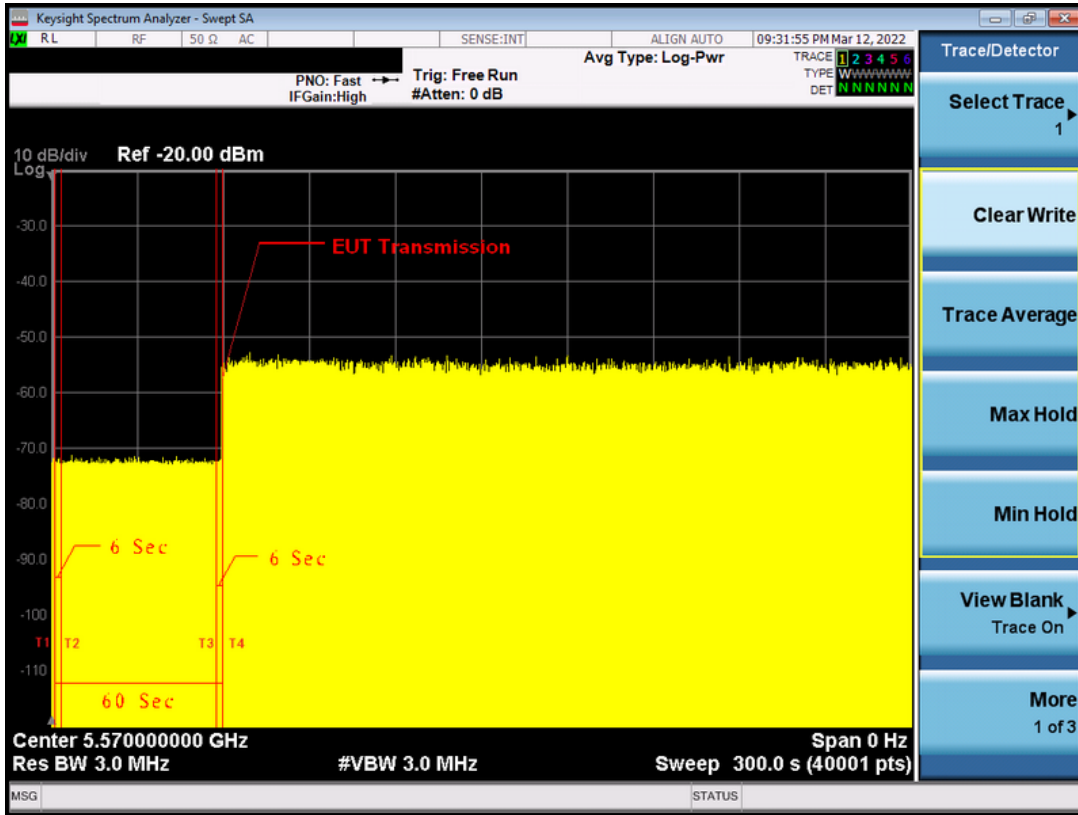 Keysight Spectrum Analyzer - Swept SA
LXI RL RF 50 Ω AC SENSE:INT ALIGN AUTO 09:31:55 PM Mar 12, 2022
Avg Type: Log-Pwr TRACE 1 2 3 4 5 6
PNO: Fast Trig: Free Run TYPE WWWWWW
IFGain:High #Atten: 0 dB DET N N N N N N
Trace/Detector
Select Trace
1
Clear Write
Trace Average
Max Hold
Min Hold
View Blank
Trace On
More
1 of 3
10 dB/div Ref -20.00 dBm
Log
-30.0
EUT Transmission
-40.0
-50.0
-60.0
-70.0
-80.0
6 Sec
-90.0 6 Sec
-100
T1 T2 T3 T4
-110
60 Sec
Center 5.570000000 GHz Span 0 Hz
Res BW 3.0 MHz #VBW 3.0 MHz Sweep 300.0 s (40001 pts)
MSG STATUS